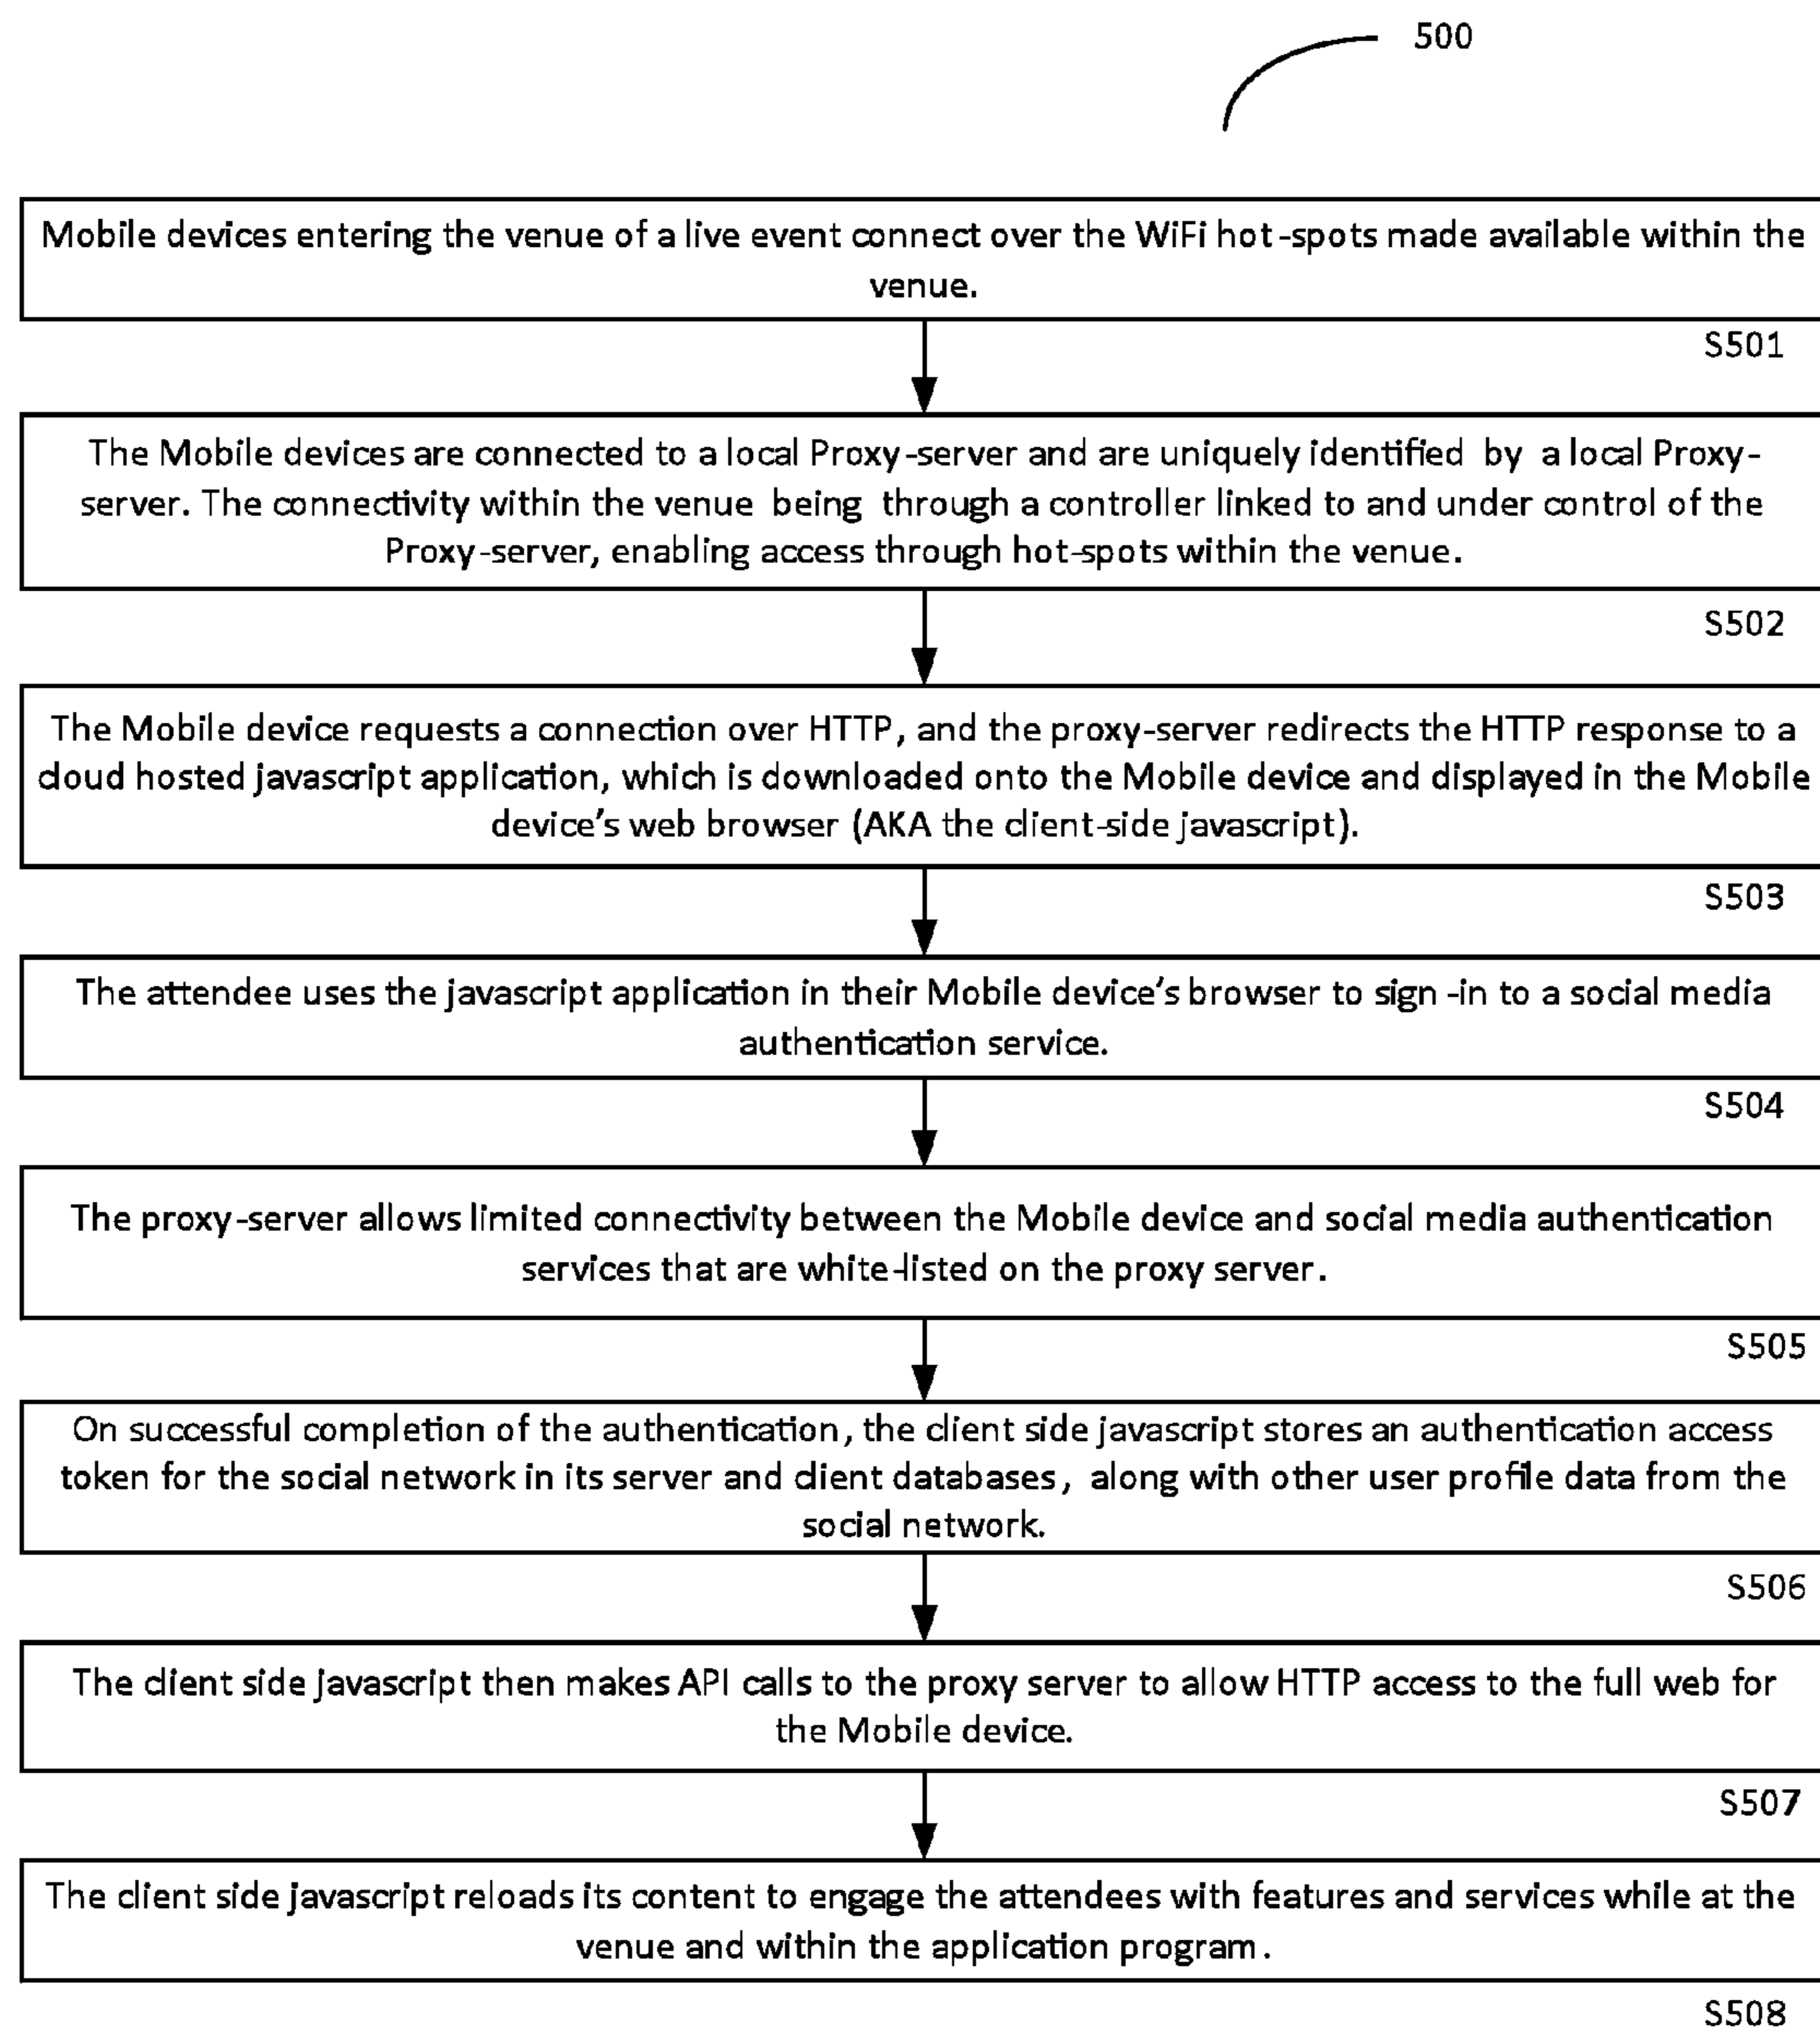 500
Mobile devices entering the venue of a live event connect over the WiFi hot-spots made available within the
venue.
S501
The Mobile devices are connected to a local Proxy-server and are uniquely identified by a local Proxy-
server. The connectivity within the venue being through a controller linked to and under control of the
Proxy-server, enabling access through hot-spots within the venue.
S502
The Mobile device requests a connection over HTTP, and the proxy-server redirects the HTTP response to a
cloud hosted javascript application, which is downloaded onto the Mobile device and displayed in the Mobile
device's web browser (AKA the client-side javascript).
S503
The attendee uses the javascript application in their Mobile device's browser to sign-in to a social media
authentication service.
S504
The proxy-server allows limited connectivity between the Mobile device and social media authentication
services that are white-listed on the proxy server.
S505
On successful completion of the authentication, the client side javascript stores an authentication access
token for the social network in its server and client databases, along with other user profile data from the
social network.
S506
The client side javascript then makes API calls to the proxy server to allow HTTP access to the full web for
the Mobile device.
S507
The client side javascript reloads its content to engage the attendees with features and services while at the
venue and within the application program.
S508